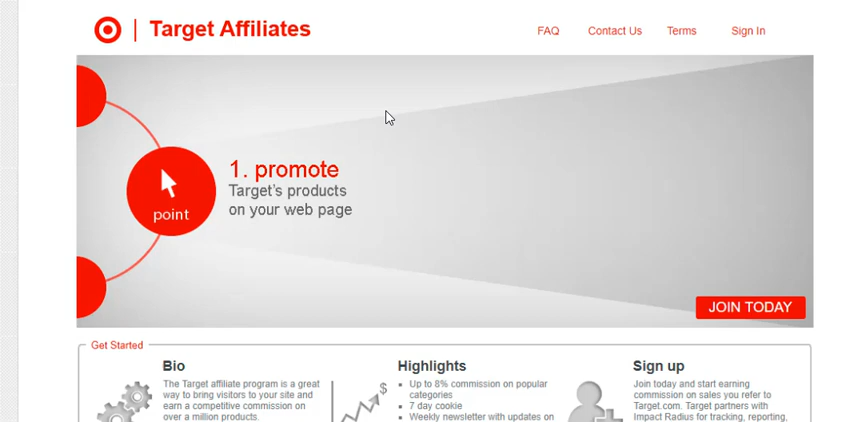 Target Affiliates
FAQ Contact Us Terms Sign In
point
1. promote
Target's products
on your web page
JOIN TODAY
Get Started
Bio
The Target affiliate program is a great
way to bring visitors to your site and
earn a competitive commission on
over a million products.
$
Highlights
Up to 8% commission on popular
categories
7 day cookie
Weekly newsletter with updates on
Sign up
Join today and start earning
commission on sales you refer to
Target.com. Target partners with
Impact Radius for tracking, reporting,